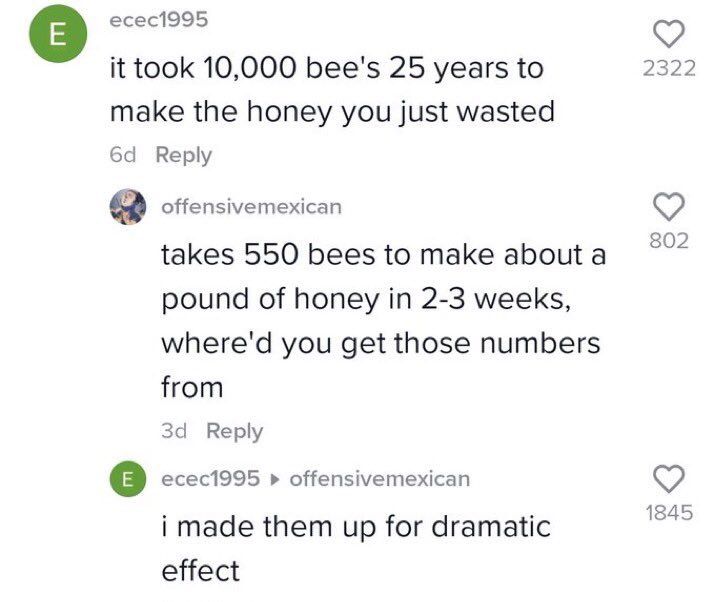 E
ecec1995
2322
it took 10,000 bee's 25 years to
make the honey you just wasted
6d Reply
offensivemexican
802
takes 550 bees to make about a
pound of honey in 2-3 weeks,
where'd you get those numbers
from
3d Reply
E
ecec1995 ▸ offensivemexican
1845
i made them up for dramatic
effect